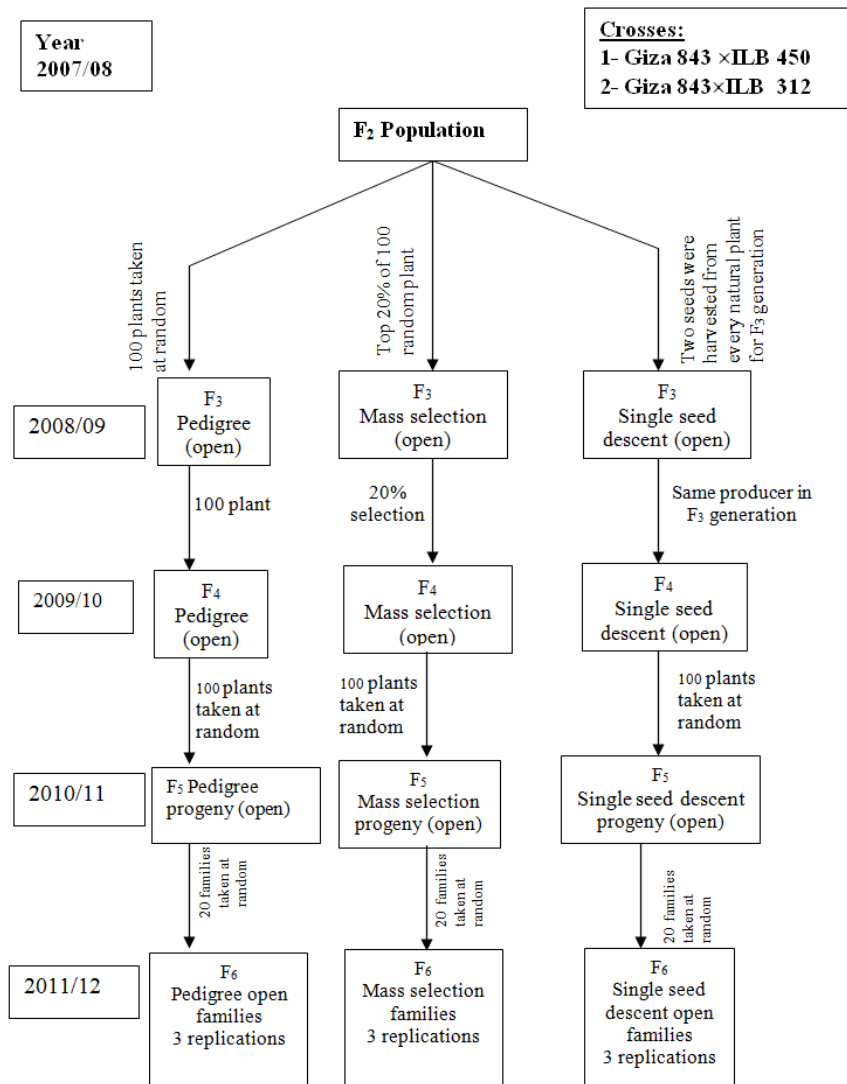 Year
2007/08
Crosses:
1- Giza 843 ×ILB 450
2- Giza 843×ILB 312
F2 Population
100 plants taken
at random
Top 20% of 100
random plant
Two seeds were
harvested from
every natural plant
for F3 generation
2008/09
F3
Pedigree
(open)
F3
Mass selection
(open)
F3
Single seed
descent (open)
100 plant
20%
selection
Same producer in
F3 generation
2009/10
F4
Pedigree
(open)
F4
Mass selection
(open)
F4
Single seed
descent (open)
100 plants
taken at
random
100 plants
taken at
random
100 plants
taken at
random
2010/11
F5 Pedigree
progeny (open)
F5
Mass selection
progeny (open)
F5
Single seed descent
progeny (open)
20 families
taken at
random
20 families
taken at
random
20 families
taken at
random
2011/12
F6
Pedigree open
families
3 replications
F6
Mass selection
families
3 replications
F6
Single seed
descent open
families
3 replications